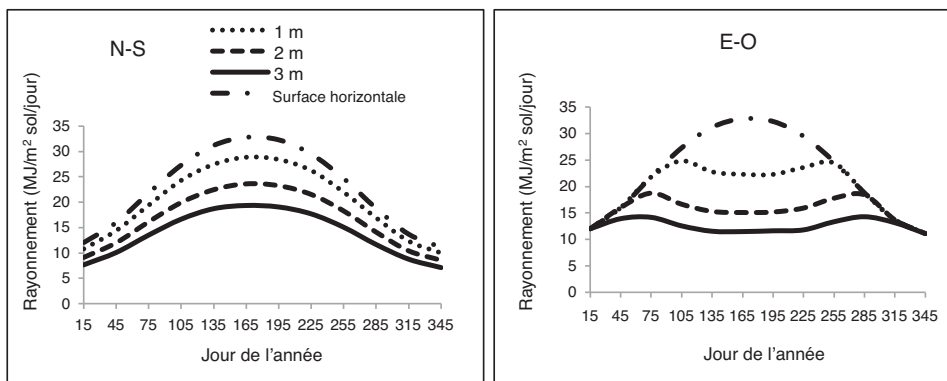 N-S
1 m
2 m
3 m
Surface horizontale
Rayonnement (MJ/m² sol/jour)
35
30
25
20
15
10
5
0
15 45 75 105 135 165 195 225 255 285 315 345
Jour de l'année
E-O
Rayonnement (MJ/m² sol/jour)
35
30
25
20
15
10
5
0
15 45 75 105 135 165 195 225 255 285 315 345
Jour de l'année